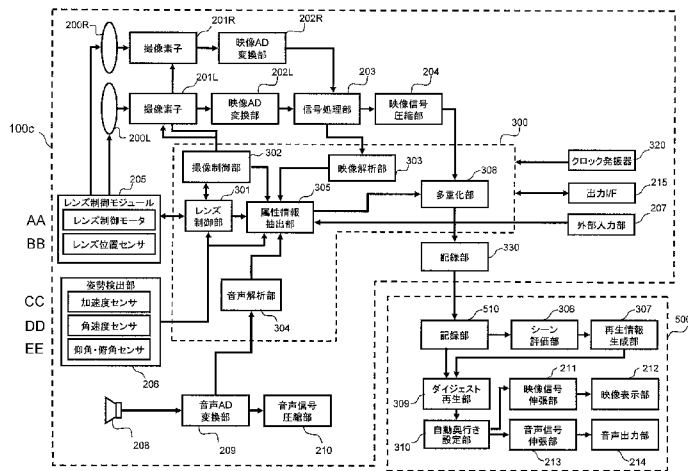 200R
201R
202R
撮像素子
映像AD
変換部
201L
202L
203
204
撮像素子
映像AD
変換部
信号処理部
映像信号
圧縮部
200L
100c
300
302
撮像制御部
映像解析部
303
308
320
クロック発振器
205
301
305
多重化部
215
出力I/F
レンズ制御モジュール
レンズ制御モータ
レンズ位置センサ
レンズ
制御部
属性情報
抽出部
207
外部入力部
AA
BB
330
記録部
姿勢検出部
加速度センサ
角速度センサ
仰角・俯角センサ
CC
DD
EE
206
音声解析部
304
510
306
307
500
記録部
シーン
評価部
再生情報
生成部
211
212
309
ダイジェスト
再生部
映像信号
伸張部
映像表示部
208
音声AD
変換部
209
音声信号
圧縮部
210
310
自動奥行き
設定部
音声信号
伸張部
音声出力部
213
214